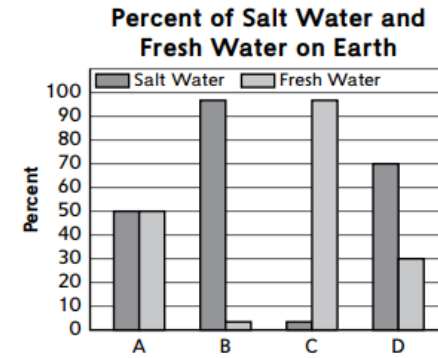 Percent of Salt Water and
Fresh Water on Earth
Salt Water Fresh Water
Percent
100
90
80
70
60
50
40
30
20
10
0
A B C D